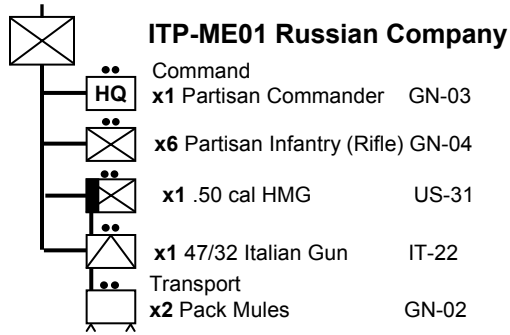 ITP-ME01 Russian Company
Command
HQ x1 Partisan Commander GN-03
x6 Partisan Infantry (Rifle) GN-04
x1 .50 cal HMG US-31
x1 47/32 Italian Gun IT-22
Transport
x2 Pack Mules GN-02